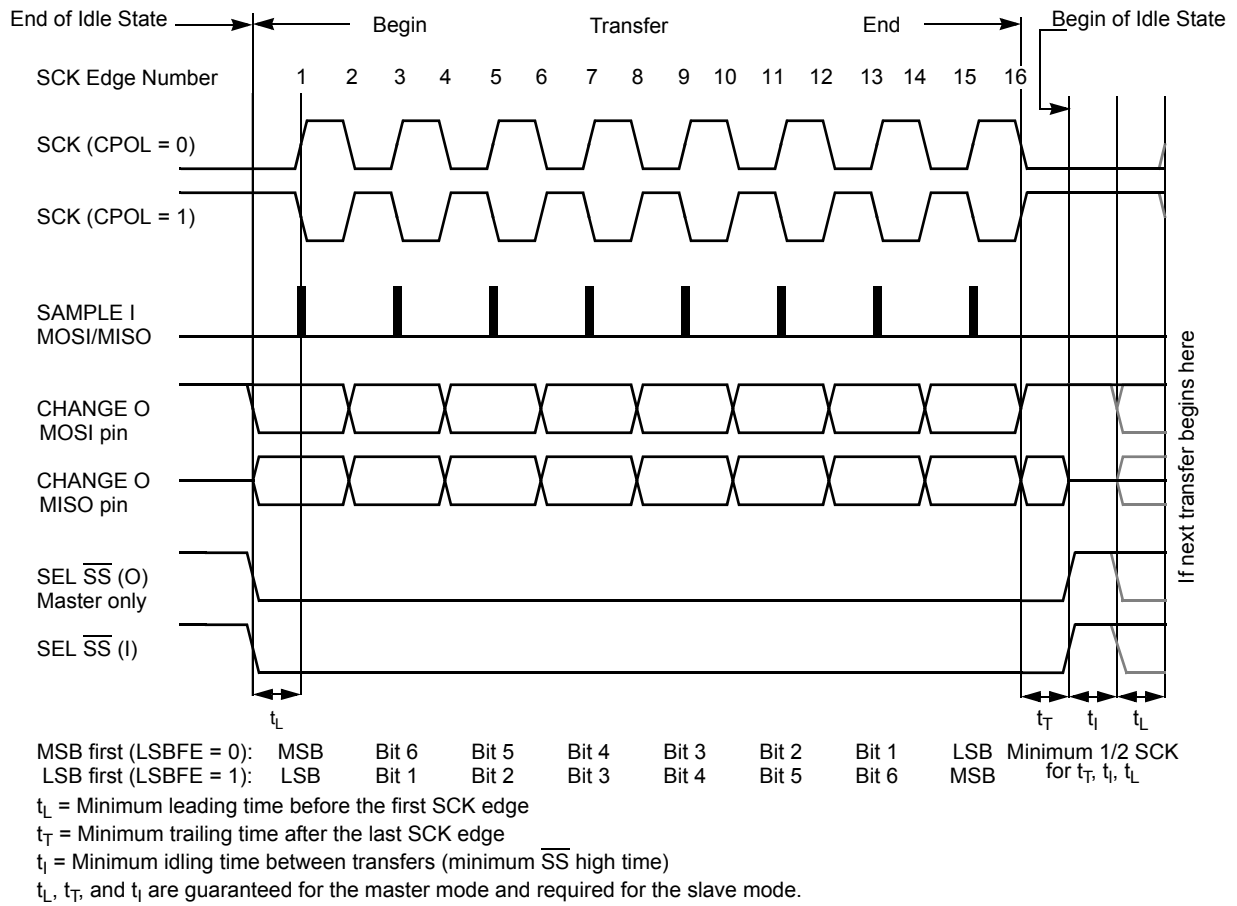 End of Idle State
Begin
Transfer
End
Begin of Idle State
SCK Edge Number
1 2 3 4 5 6 7 8 9 10 11 12 13 14 15 16
SCK (CPOL = 0)
SCK (CPOL = 1)
SAMPLE I
MOSI/MISO
CHANGE O
MOSI pin
CHANGE O
MISO pin
SEL S̅S̅ (O)
Master only
SEL S̅S̅ (I)
If next transfer begins here
tL
tT tI tL
MSB first (LSBFE = 0): MSB Bit 6 Bit 5 Bit 4 Bit 3 Bit 2 Bit 1 LSB
LSB first (LSBFE = 1): LSB Bit 1 Bit 2 Bit 3 Bit 4 Bit 5 Bit 6 MSB
Minimum 1/2 SCK
for tT, tI, tL
tL = Minimum leading time before the first SCK edge
tT = Minimum trailing time after the last SCK edge
tI = Minimum idling time between transfers (minimum S̅S̅ high time)
tL, tT, and tI are guaranteed for the master mode and required for the slave mode.